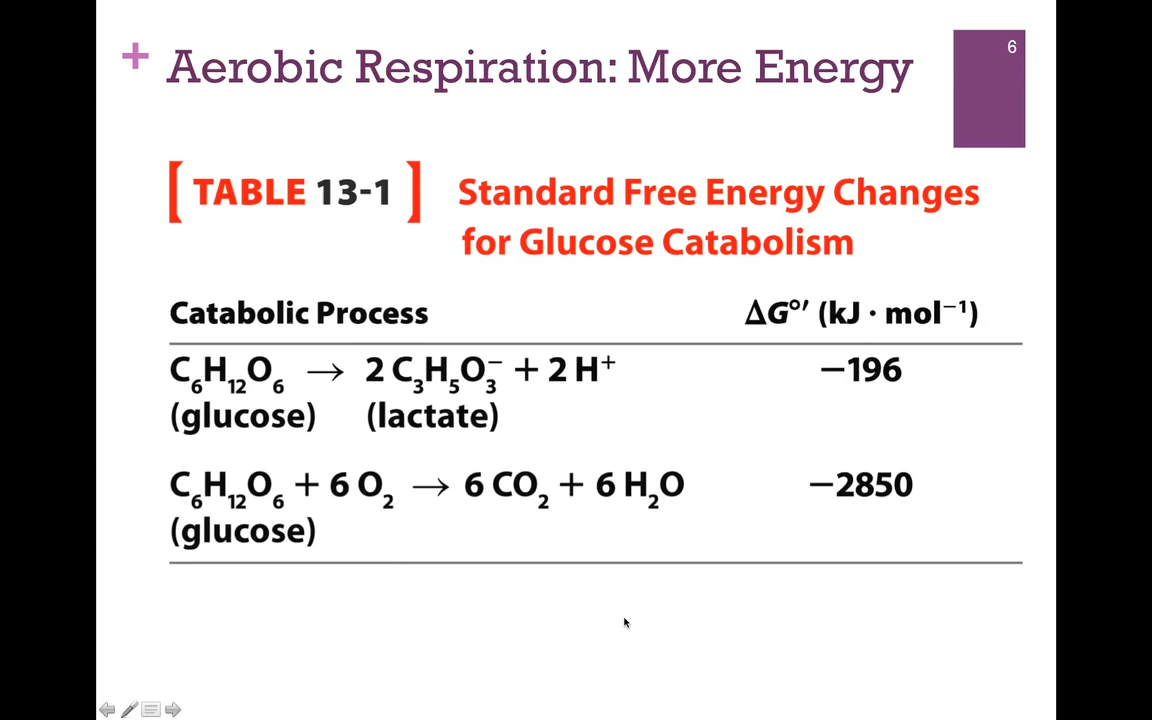 6
+ Aerobic Respiration: More Energy
[ TABLE 13-1 ] Standard Free Energy Changes
for Glucose Catabolism
Catabolic Process ΔG°′ (kJ · mol⁻¹)
C₆H₁₂O₆ → 2 C₃H₅O₃⁻ + 2 H⁺ −196
(glucose) (lactate)
C₆H₁₂O₆ + 6 O₂ → 6 CO₂ + 6 H₂O −2850
(glucose)